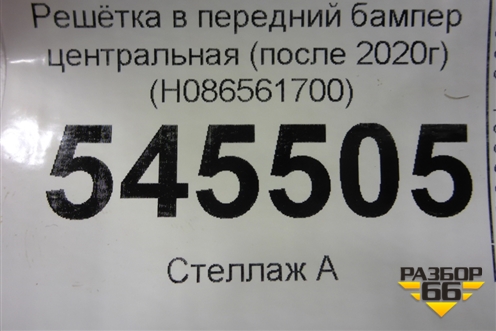 Решётка в передний бампер
центральная (после 2020г)
(H086561700)
545505
Стеллаж А
РАЗБОР
66